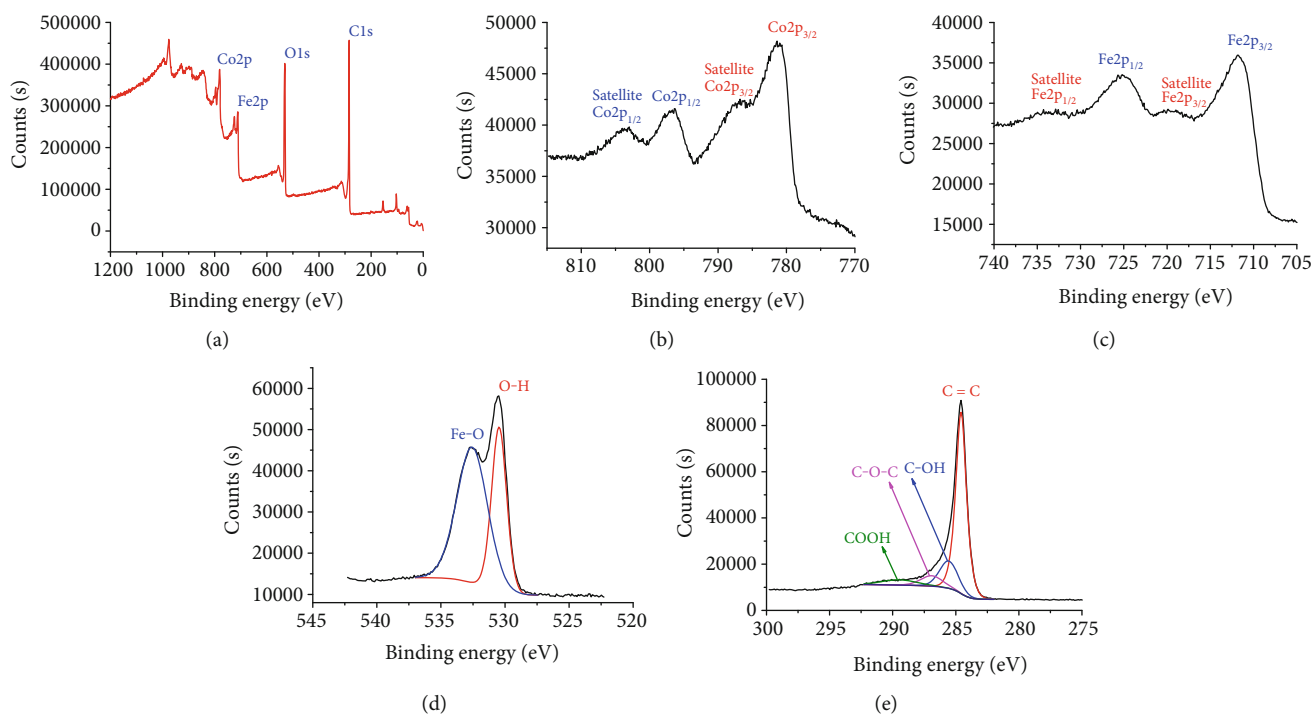 500000
400000
300000
200000
100000
0
Counts (s)
Co2p
Fe2p
O1s
C1s
1200 1000 800 600 400 200 0
Binding energy (eV)
(a)
50000
45000
40000
35000
30000
Counts (s)
Satellite
Co2p1/2
Co2p1/2
Satellite
Co2p3/2
Co2p3/2
810 800 790 780 770
Binding energy (eV)
(b)
40000
35000
30000
25000
20000
15000
Counts (s)
Satellite
Fe2p1/2
Fe2p1/2
Satellite
Fe2p3/2
Fe2p3/2
740 735 730 725 720 715 710 705
Binding energy (eV)
(c)
60000
50000
40000
30000
20000
10000
Counts (s)
Fe–O
O–H
545 540 535 530 525 520
Binding energy (eV)
(d)
100000
80000
60000
40000
20000
0
Counts (s)
C = C
C–O–C
C–OH
COOH
300 295 290 285 280 275
Binding energy (eV)
(e)